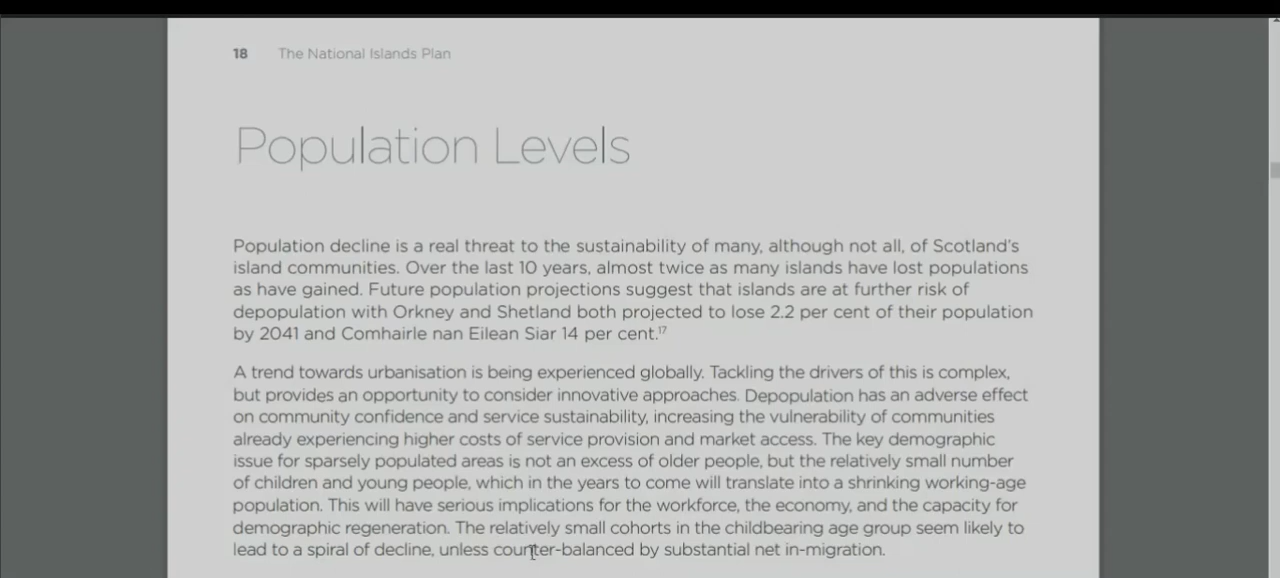 18 The National Islands Plan
Population Levels
Population decline is a real threat to the sustainability of many, although not all, of Scotland's
island communities. Over the last 10 years, almost twice as many islands have lost populations
as have gained. Future population projections suggest that islands are at further risk of
depopulation with Orkney and Shetland both projected to lose 2.2 per cent of their population
by 2041 and Comhairle nan Eilean Siar 14 per cent.17
A trend towards urbanisation is being experienced globally. Tackling the drivers of this is complex,
but provides an opportunity to consider innovative approaches. Depopulation has an adverse effect
on community confidence and service sustainability, increasing the vulnerability of communities
already experiencing higher costs of service provision and market access. The key demographic
issue for sparsely populated areas is not an excess of older people, but the relatively small number
of children and young people, which in the years to come will translate into a shrinking working-age
population. This will have serious implications for the workforce, the economy, and the capacity for
demographic regeneration. The relatively small cohorts in the childbearing age group seem likely to
lead to a spiral of decline, unless counter-balanced by substantial net in-migration.